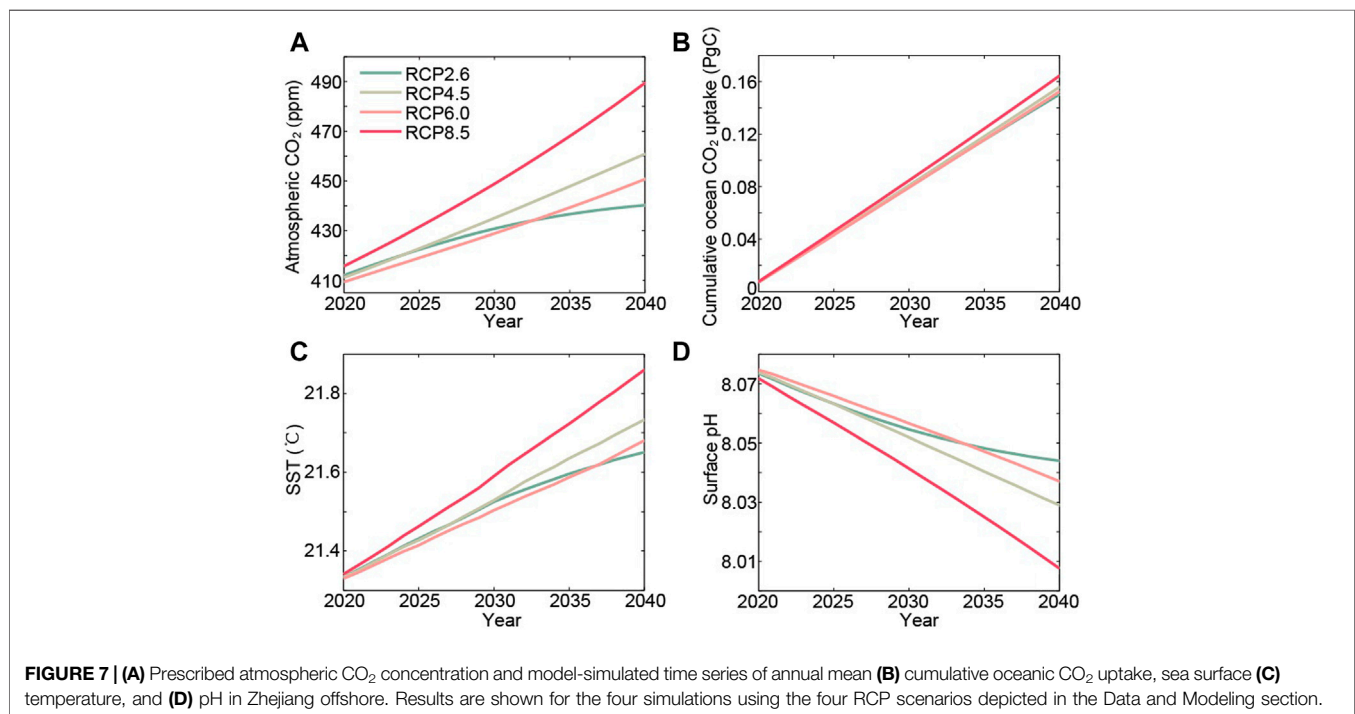 A
Atmospheric CO₂ (ppm)
490
470
450
430
410
RCP2.6
RCP4.5
RCP6.0
RCP8.5
2020 2025 2030 2035 2040
Year
B
Cumulative ocean CO₂ uptake (PgC)
0.16
0.12
0.08
0.04
0
2020 2025 2030 2035 2040
Year
C
SST (℃)
21.8
21.6
21.4
2020 2025 2030 2035 2040
Year
D
Surface pH
8.07
8.05
8.03
8.01
2020 2025 2030 2035 2040
Year
FIGURE 7 | (A) Prescribed atmospheric CO₂ concentration and model-simulated time series of annual mean (B) cumulative oceanic CO₂ uptake, sea surface (C)
temperature, and (D) pH in Zhejiang offshore. Results are shown for the four simulations using the four RCP scenarios depicted in the Data and Modeling section.